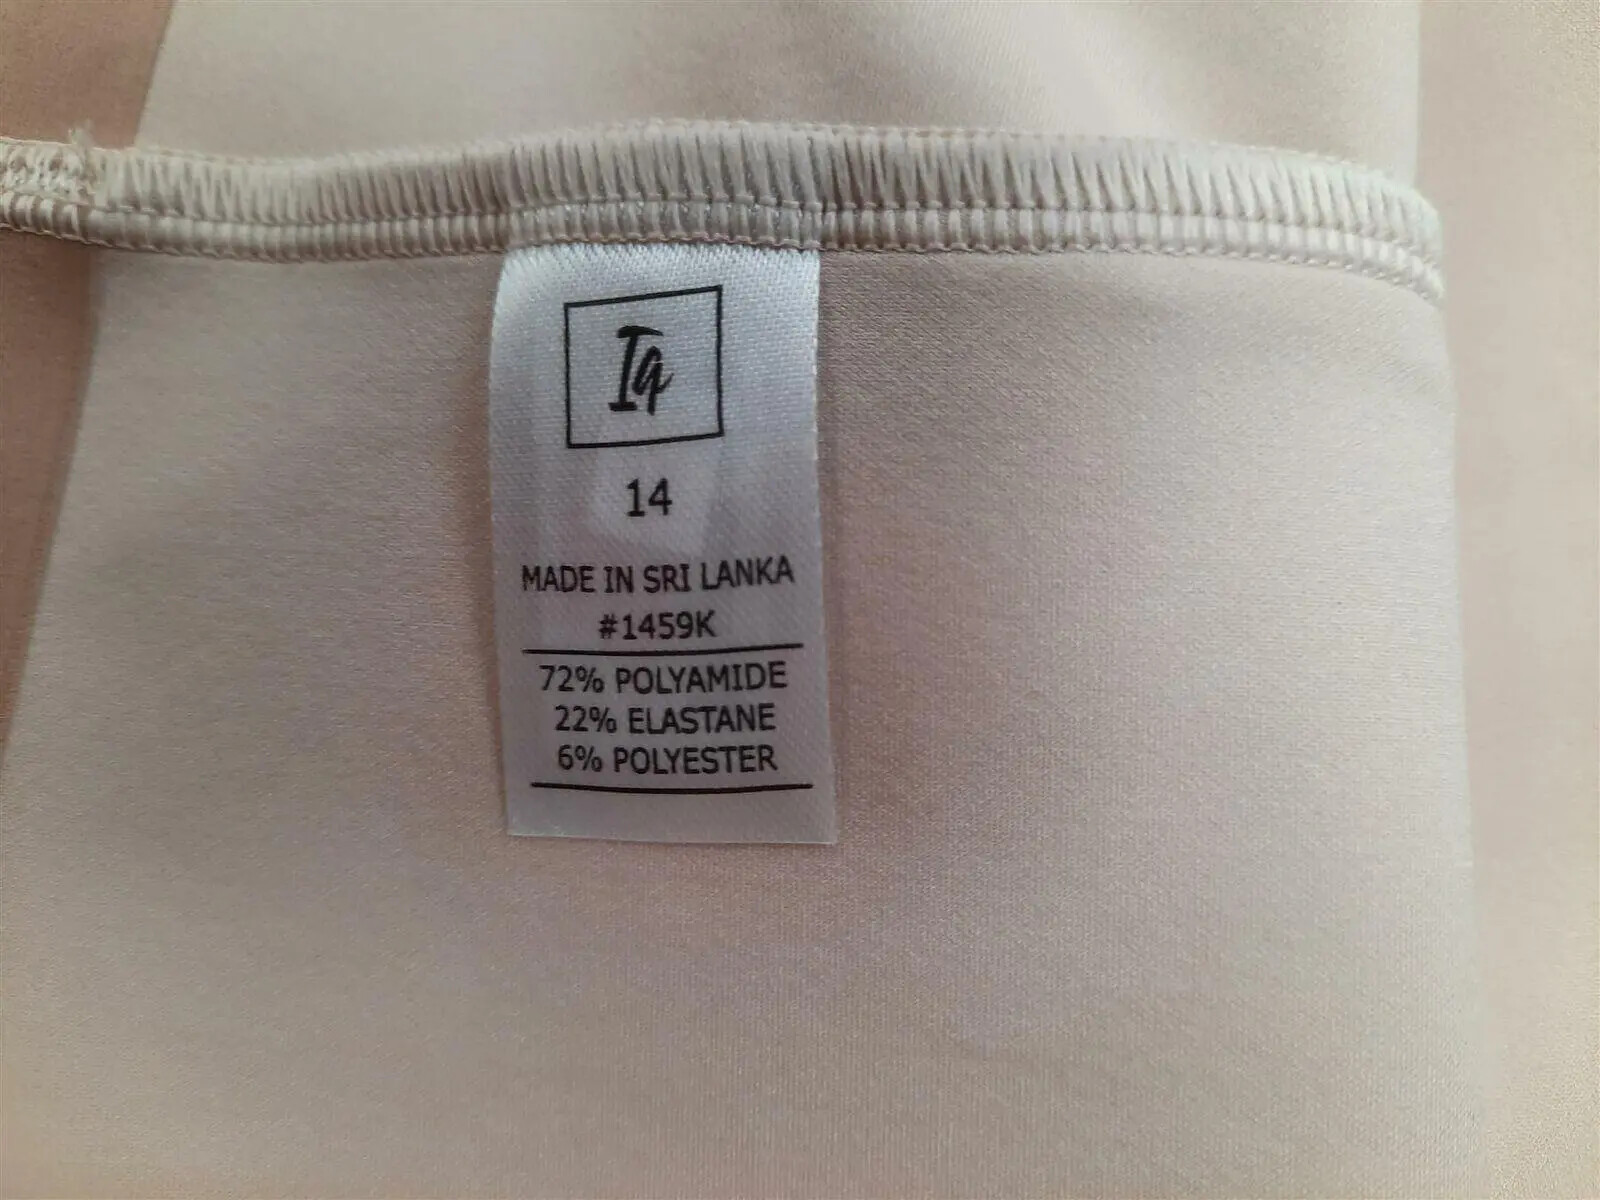 Iq
14
MADE IN SRI LANKA
#1459K
72% POLYAMIDE
22% ELASTANE
6% POLYESTER